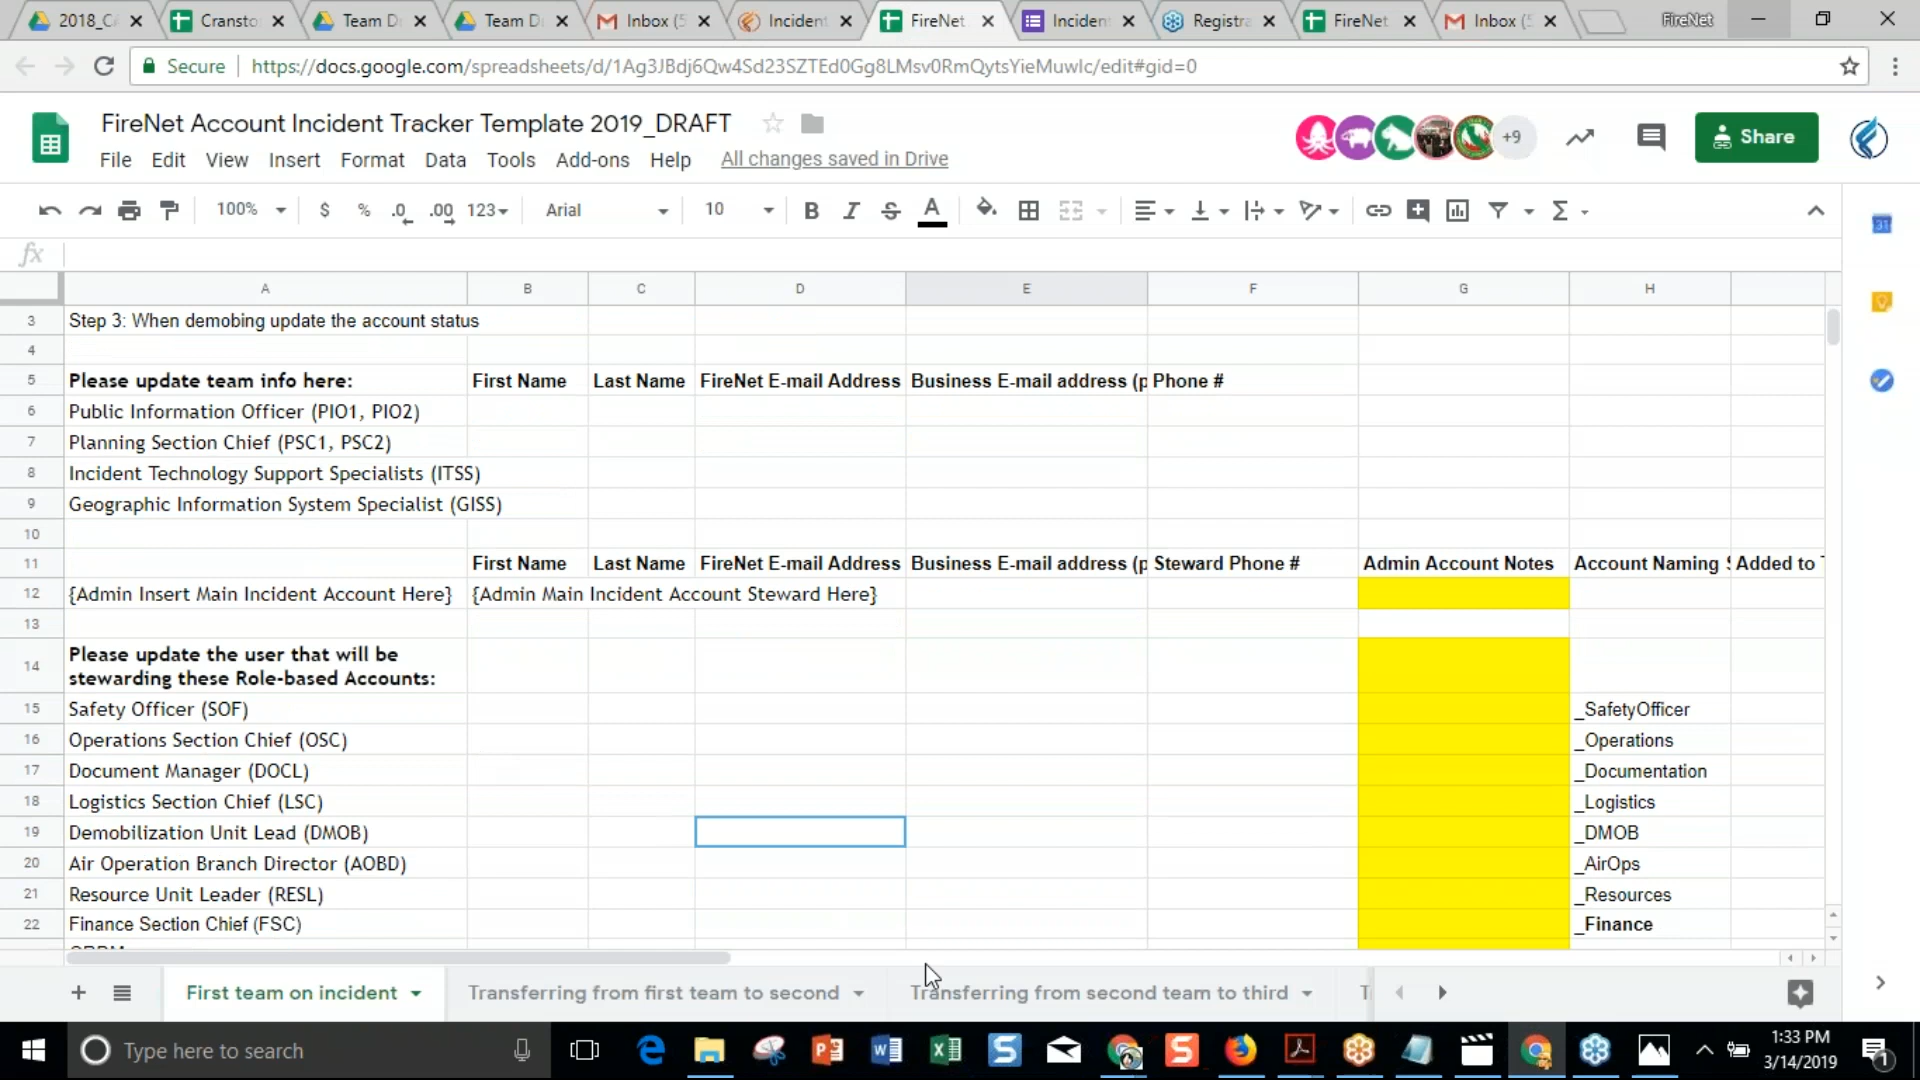 2018_CA
Cransto
Team D
Team D
Inbox (5
Incident
FireNet
Inciden
Registra
FireNet
Inbox (5
FireNet
Secure
https://docs.google.com/spreadsheets/d/1Ag3JBdj6Qw4Sd23SZTEd0Gg8LMsv0RmQytsYieMuwIc/edit#gid=0
FireNet Account Incident Tracker Template 2019_DRAFT
+9
Share
File Edit View Insert Format Data Tools Add-ons Help All changes saved in Drive
100% $ % .0 .00 123 Arial 10 B I S A Σ
31
fx
A B C D E F G H
3 Step 3: When demobing update the account status
4
5 Please update team info here: First Name Last Name FireNet E-mail Address Business E-mail address (p Phone #
6 Public Information Officer (PIO1, PIO2)
7 Planning Section Chief (PSC1, PSC2)
8 Incident Technology Support Specialists (ITSS)
9 Geographic Information System Specialist (GISS)
10
11 First Name Last Name FireNet E-mail Address Business E-mail address (p Steward Phone # Admin Account Notes Account Naming Added to
12 {Admin Insert Main Incident Account Here} {Admin Main Incident Account Steward Here}
13
14 Please update the user that will be
stewarding these Role-based Accounts:
15 Safety Officer (SOF) _SafetyOfficer
16 Operations Section Chief (OSC) _Operations
17 Document Manager (DOCL) _Documentation
18 Logistics Section Chief (LSC) _Logistics
19 Demobilization Unit Lead (DMOB) _DMOB
20 Air Operation Branch Director (AOBD) _AirOps
21 Resource Unit Leader (RESL) _Resources
22 Finance Section Chief (FSC) _Finance
First team on incident Transferring from first team to second Transferring from second team to third
Type here to search
1:33 PM
3/14/2019
1